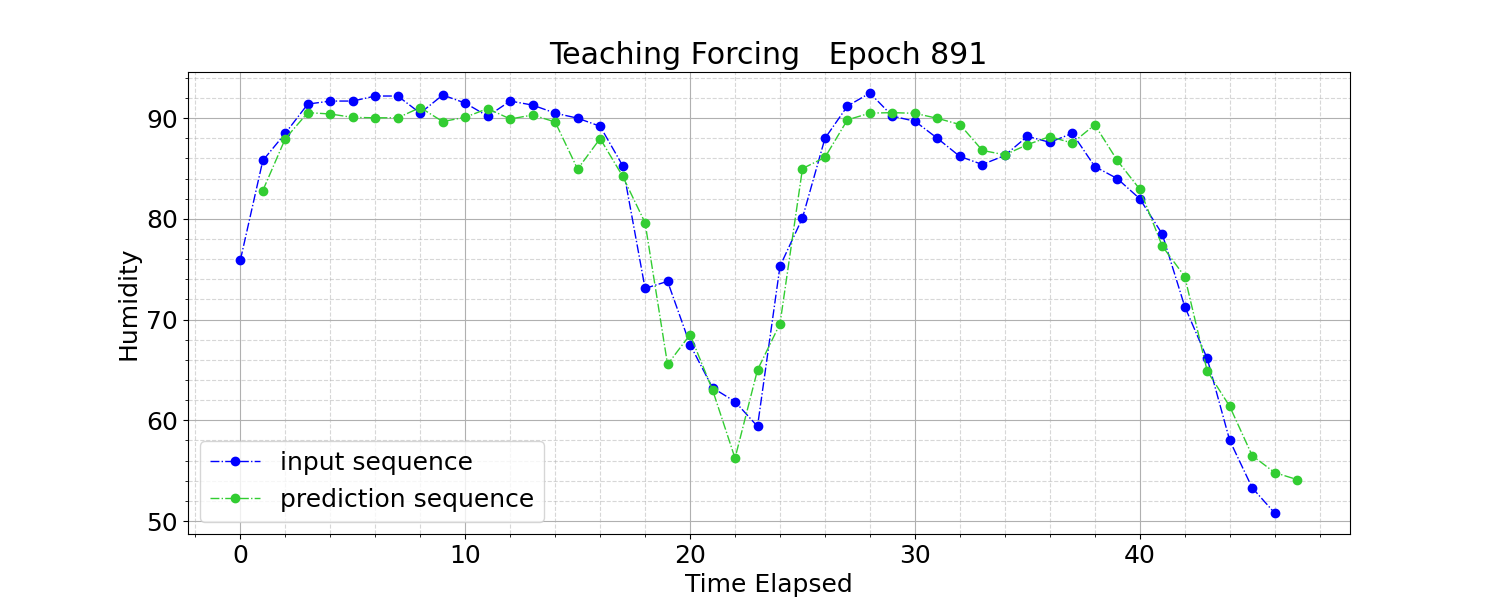 Teaching Forcing   Epoch 891
90
80
70
60
50
Humidity
input sequence
prediction sequence
0 10 20 30 40
Time Elapsed